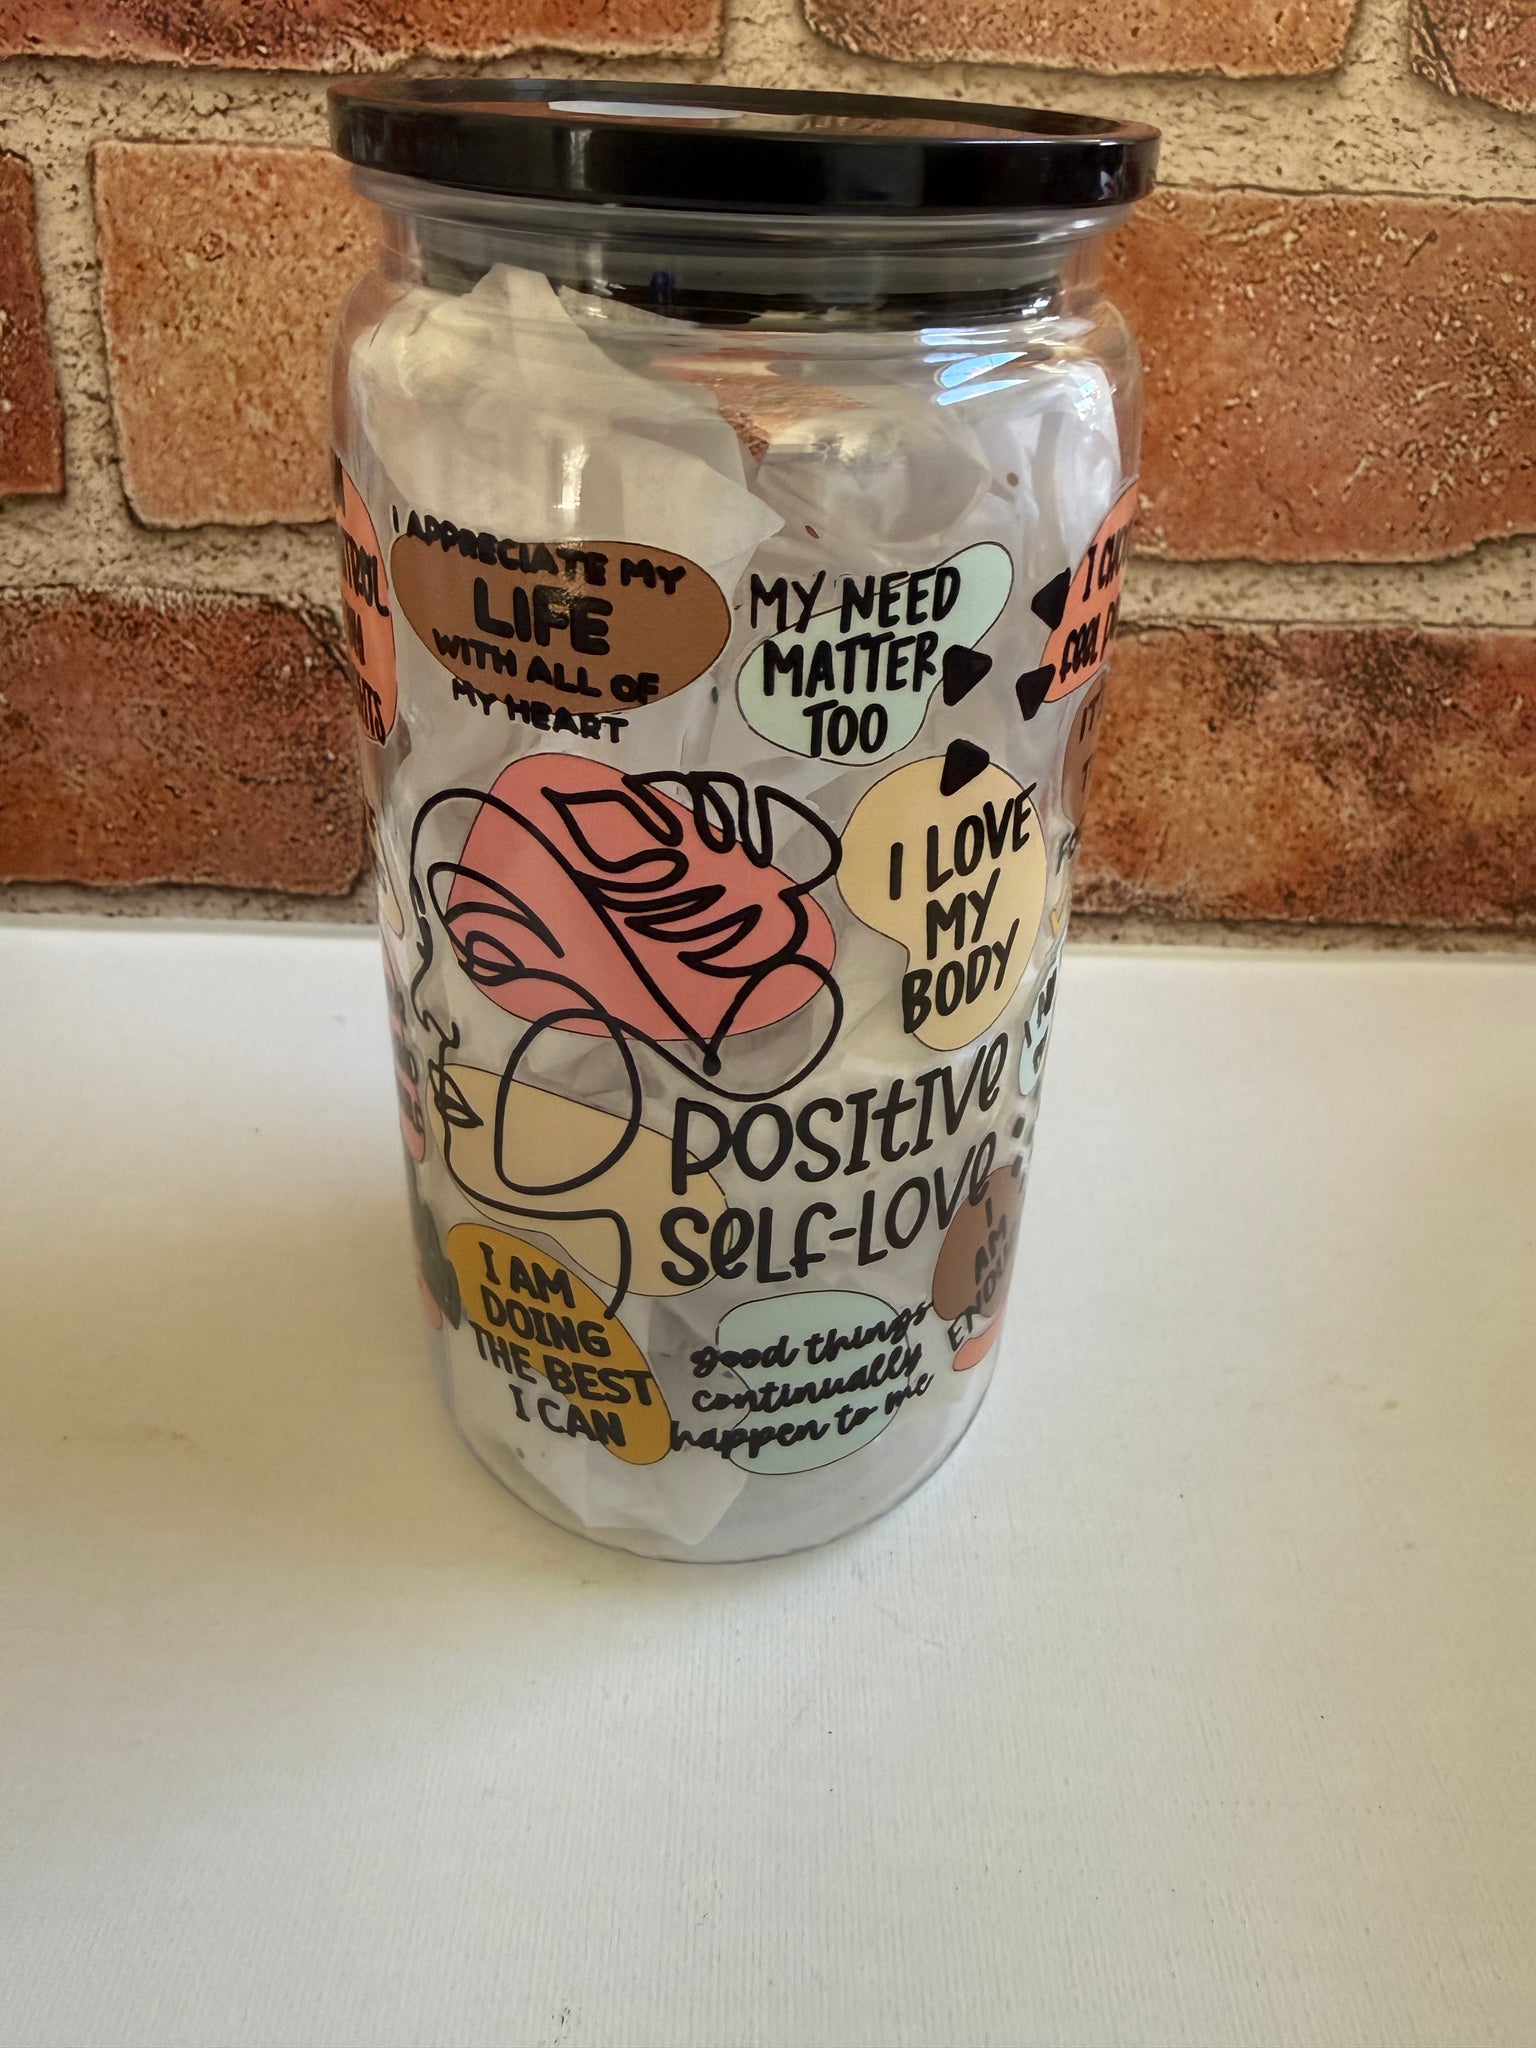 I APPRECIATE MY
LIFE
WITH ALL OF
MY HEART
MY NEED
MATTER
TOO
I LOVE
MY
BODY
POSITIVE
SELF-LOVE
I AM
DOING
THE BEST
I CAN
good things
continually
happen to me
I
AM